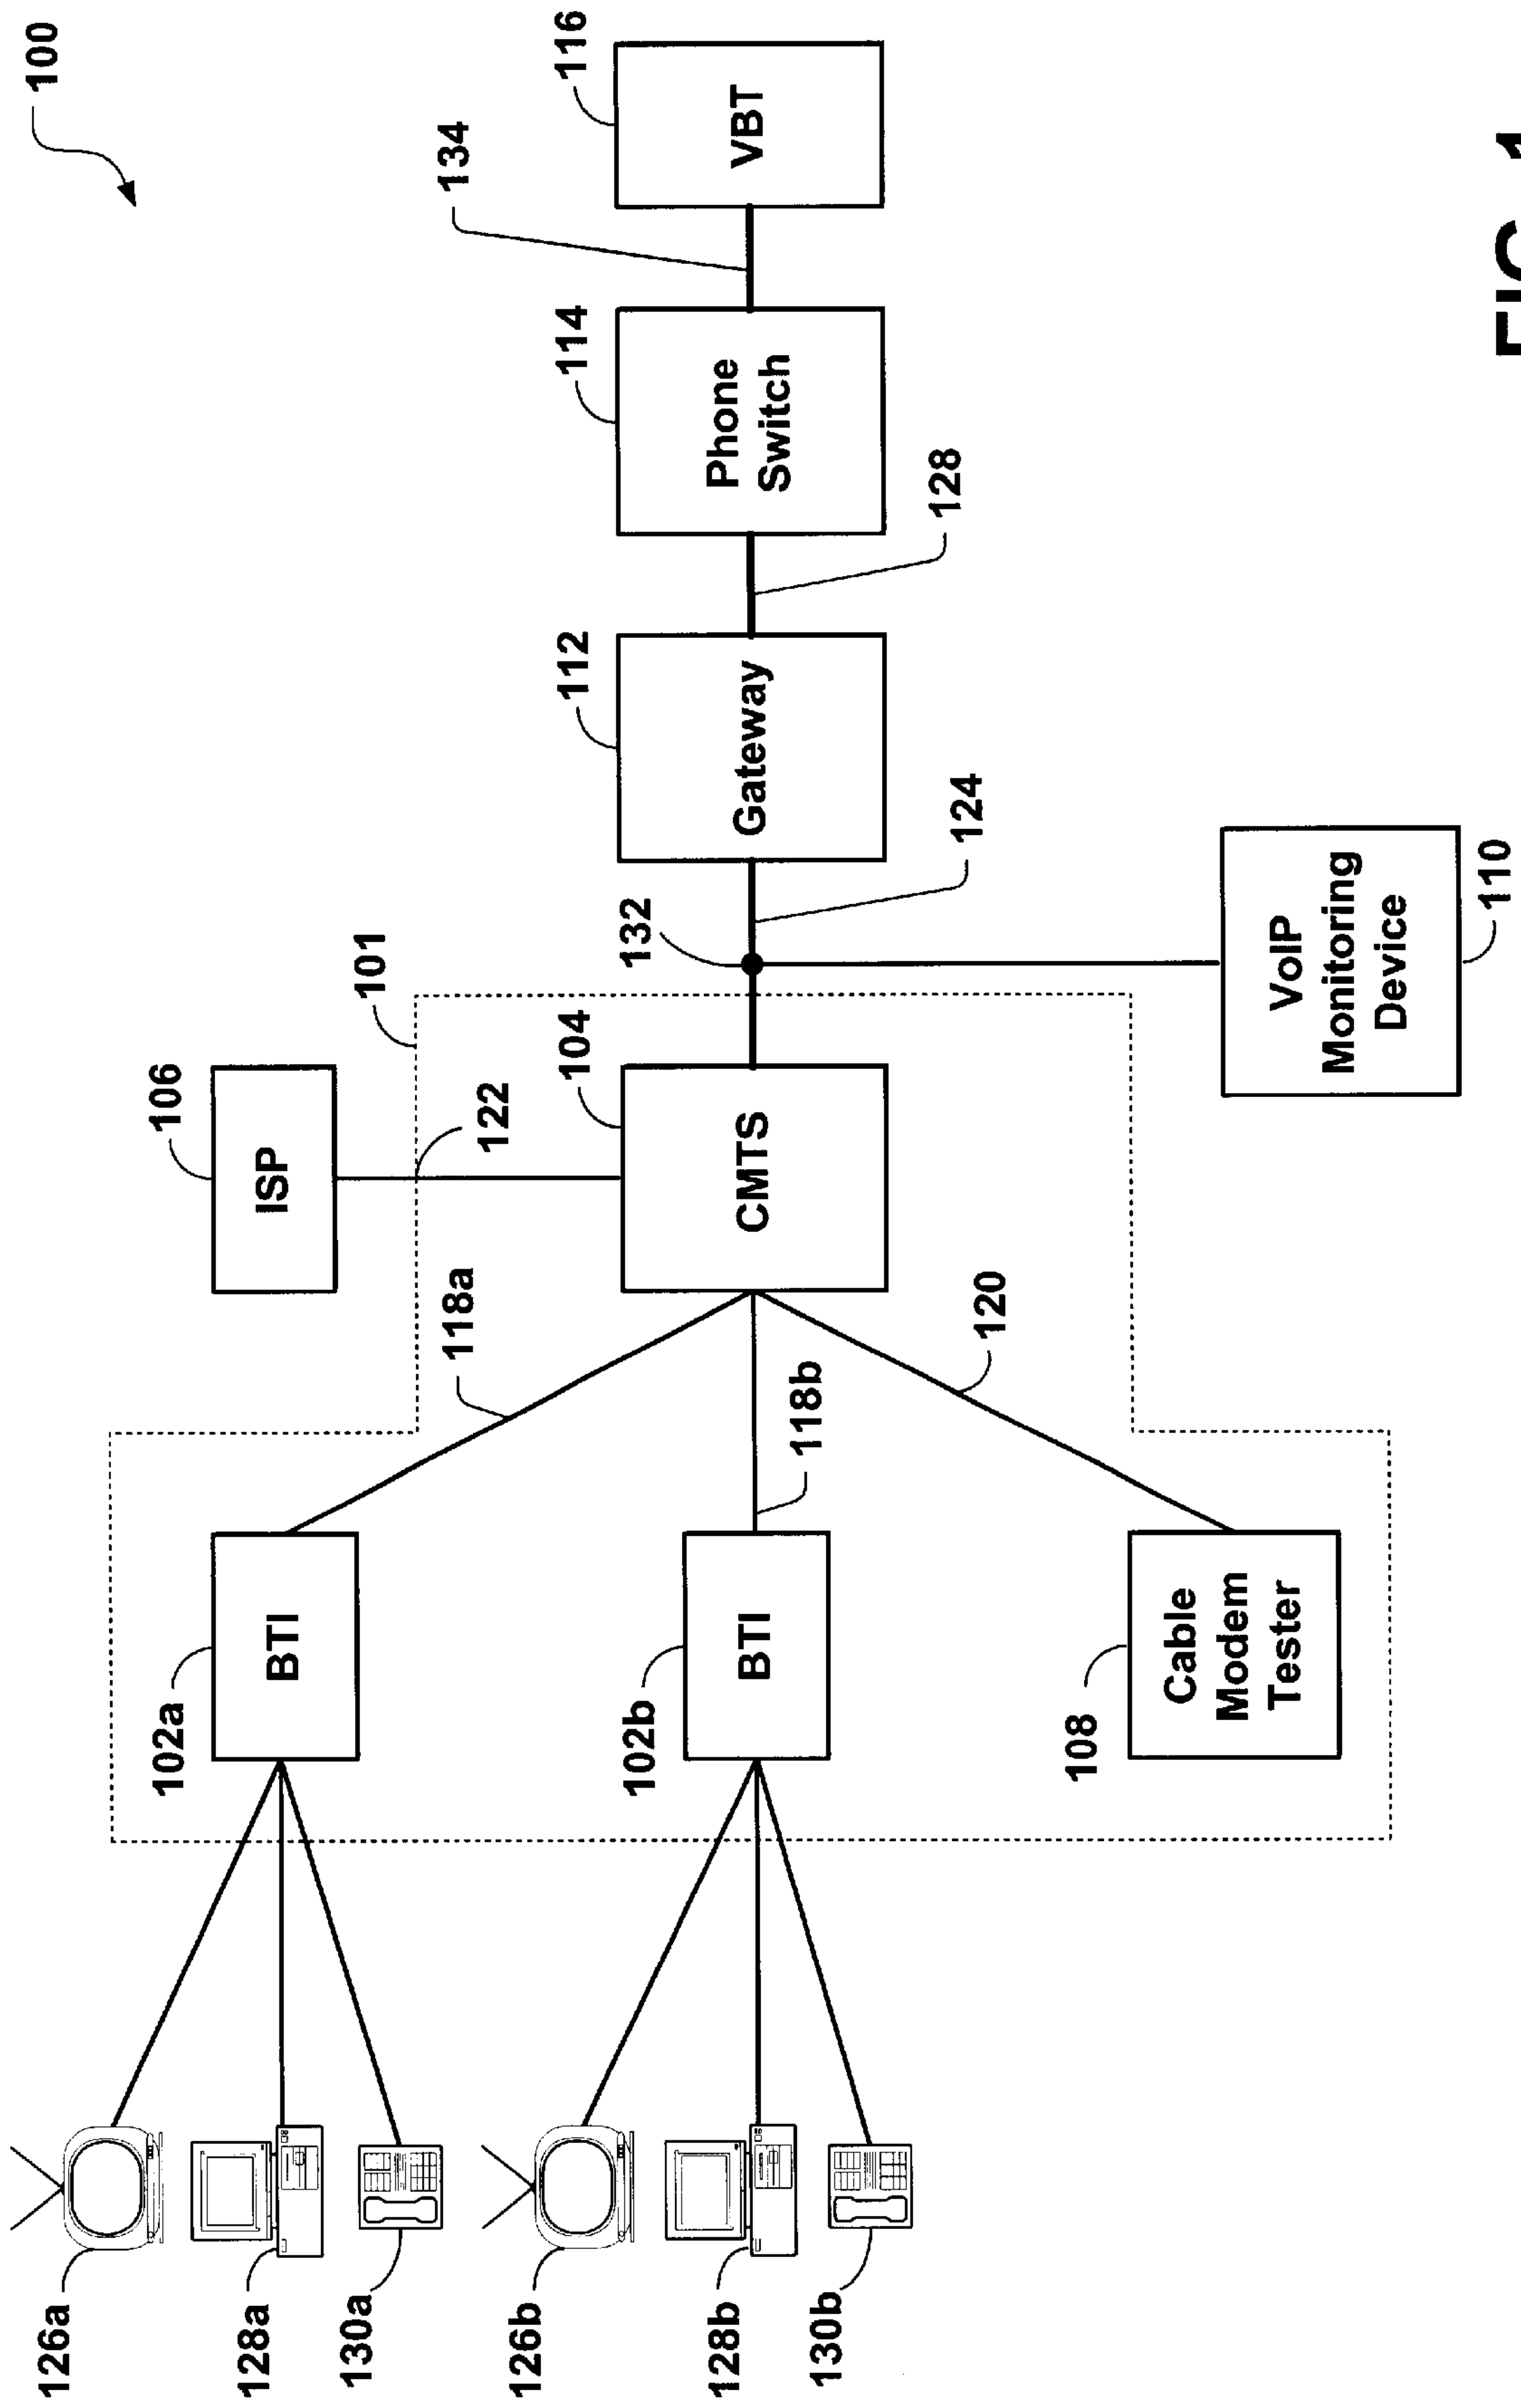 100
126a
128a
130a
126b
128b
130b
102a
BTI
102b
BTI
108
Cable
Modem
Tester
118a
118b
120
101
106
ISP
122
104
CMTS
132
124
VoIP
Monitoring
Device
110
112
Gateway
128
114
Phone
Switch
134
116
VBT
FIG. 1